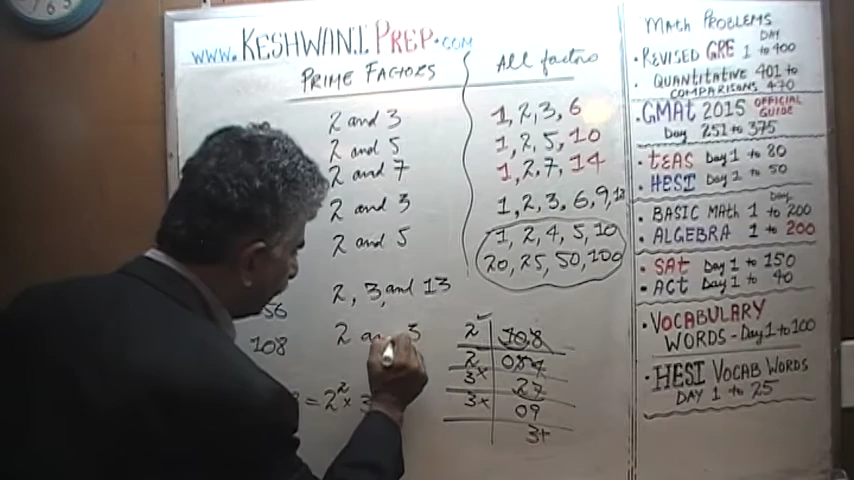 www.KESHWANI PREP.COM
PRIME FACTORS
All factors
2 and 3
1, 2, 3, 6
2 and 5
1, 2, 5, 10
2 and 7
1, 2, 7, 14
2 and 3
1, 2, 3, 6, 9, 18
2 and 5
1, 2, 4, 5, 10
20, 25, 50, 100
56
2, 3, and 13
108
2 and 3
= 2² x 3
2 108
2
3x 27
3x 09
3+
MATH PROBLEMS
• REVISED GRE DAY 1 to 400
• QUANTITATIVE 401 to
COMPARISONS 470
• GMAT 2015 OFFICIAL GUIDE
Day 251 to 375
• TEAS Day 1 to 80
• HESI Day 1 to 50
• BASIC MATH Day 1 to 200
• ALGEBRA 1 to 200
• SAT Day 1 to 150
• ACT Day 1 to 40
• VOCABULARY
WORDS - Day 1 to 100
• HESI VOCAB WORDS
DAY 1 to 25